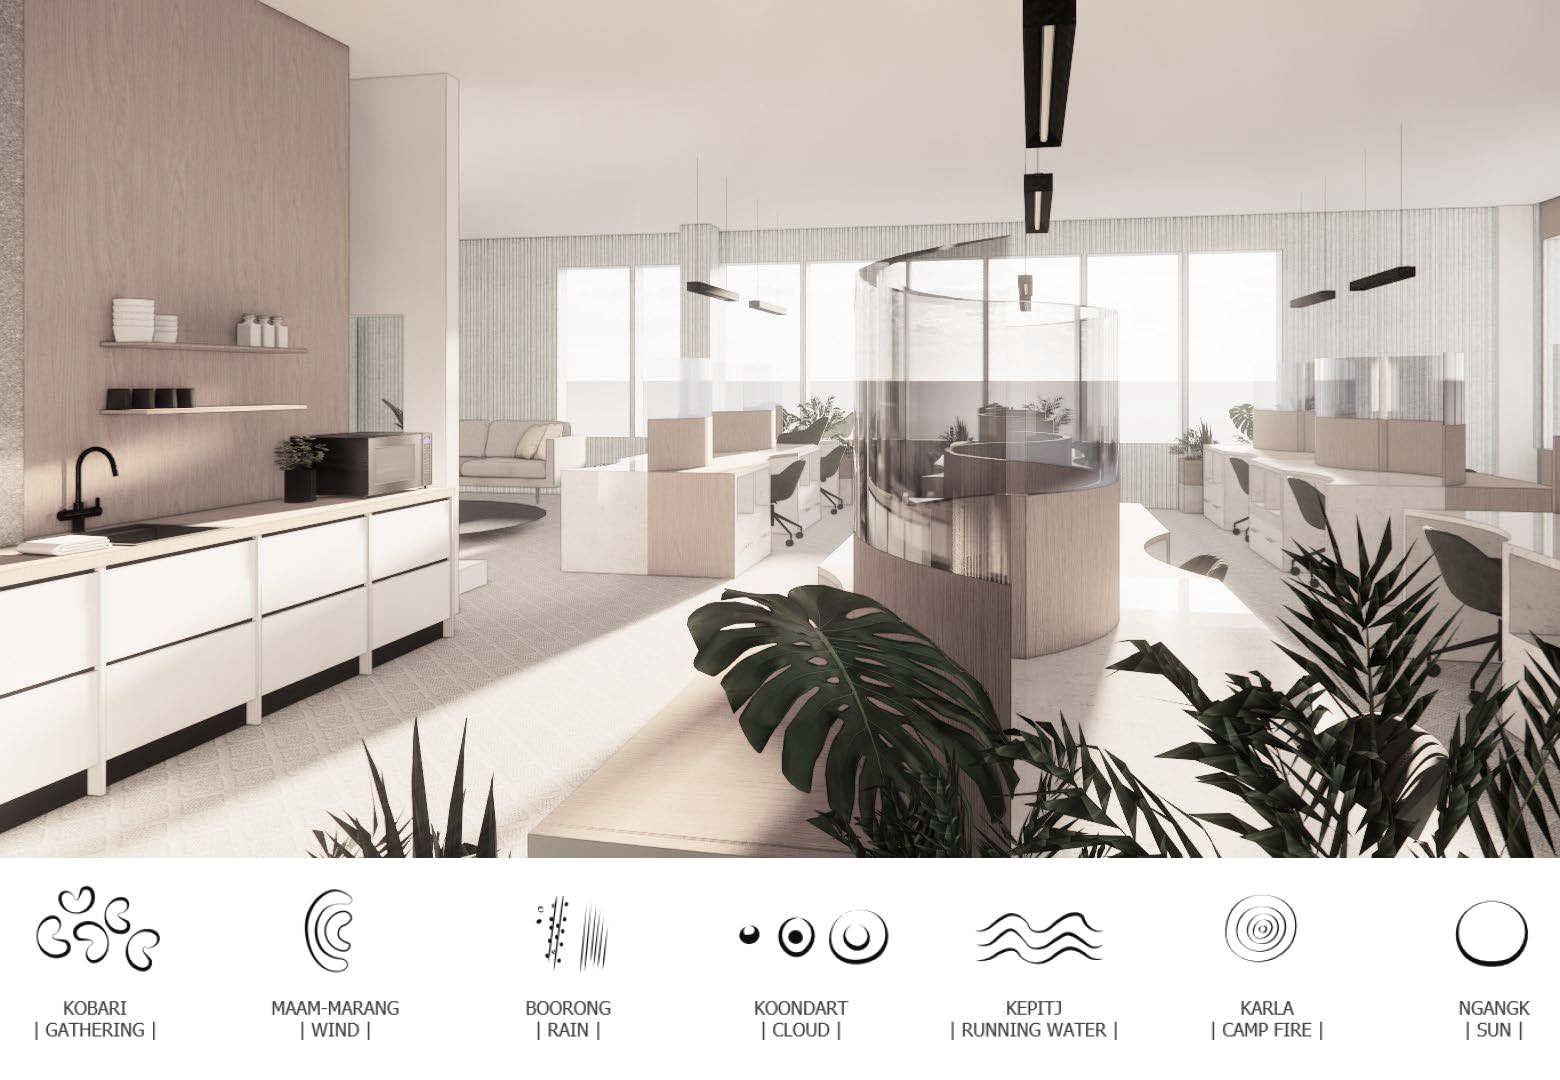 KOBARI
| GATHERING |
MAAM-MARANG
| WIND |
BOORONG
| RAIN |
KOONDART
| CLOUD |
KEPITJ
| RUNNING WATER |
KARLA
| CAMP FIRE |
NGANGK
| SUN |